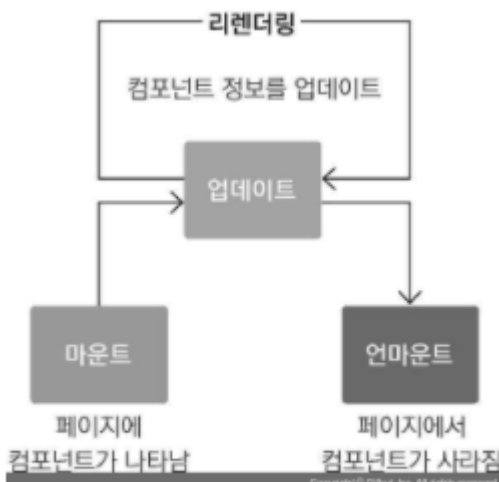 리렌더링
컴포넌트 정보를 업데이트
업데이트
마운트
언마운트
페이지에
컴포넌트가 나타남
페이지에서
컴포넌트가 사라짐